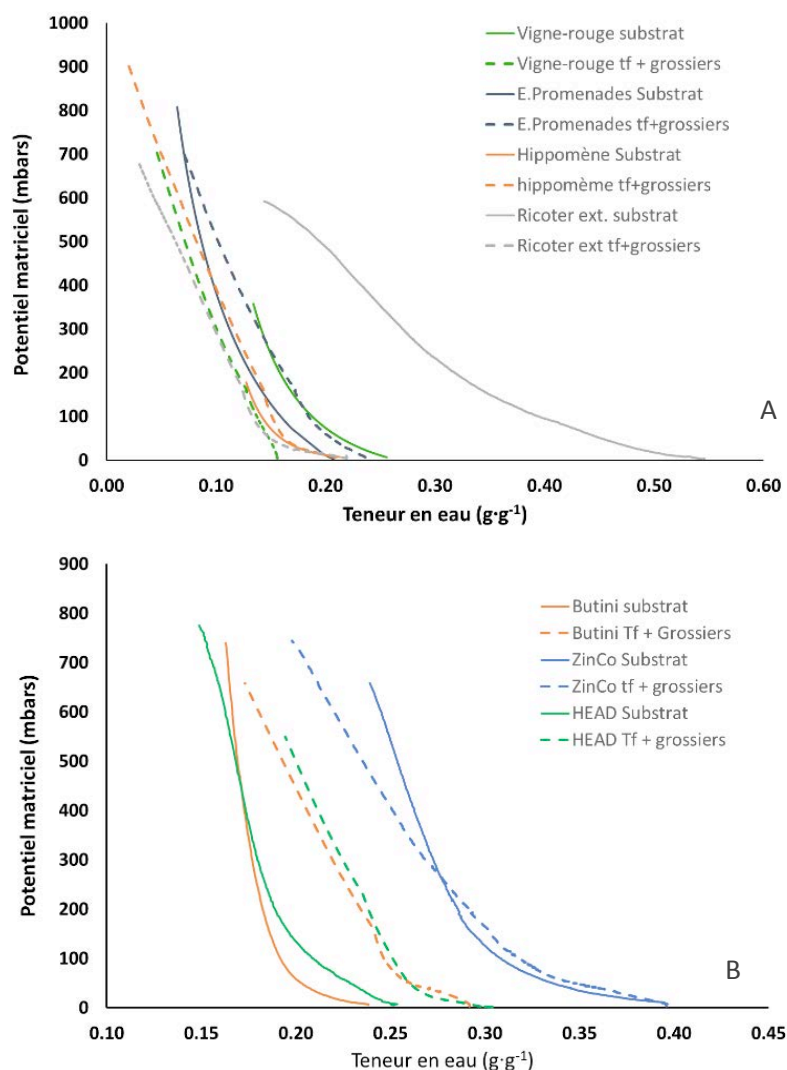 1000
900
800
700
600
500
400
300
200
100
0
Potentiel matriciel (mbars)
Vigne-rouge substrat
Vigne-rouge tf + grossiers
E.Promenades Substrat
E.Promenades tf+grossiers
Hippomène Substrat
hippomème tf+grossiers
Ricoter ext. substrat
Ricoter ext tf+grossiers
A
0.00 0.10 0.20 0.30 0.40 0.50 0.60
Teneur en eau (g·g⁻¹)
900
800
700
600
500
400
300
200
100
0
Potentiel matriciel (mbars)
Butini substrat
Butini Tf + Grossiers
ZinCo Substrat
ZinCo tf + grossiers
HEAD Substrat
HEAD Tf + grossiers
B
0.10 0.15 0.20 0.25 0.30 0.35 0.40 0.45
Teneur en eau (g·g⁻¹)